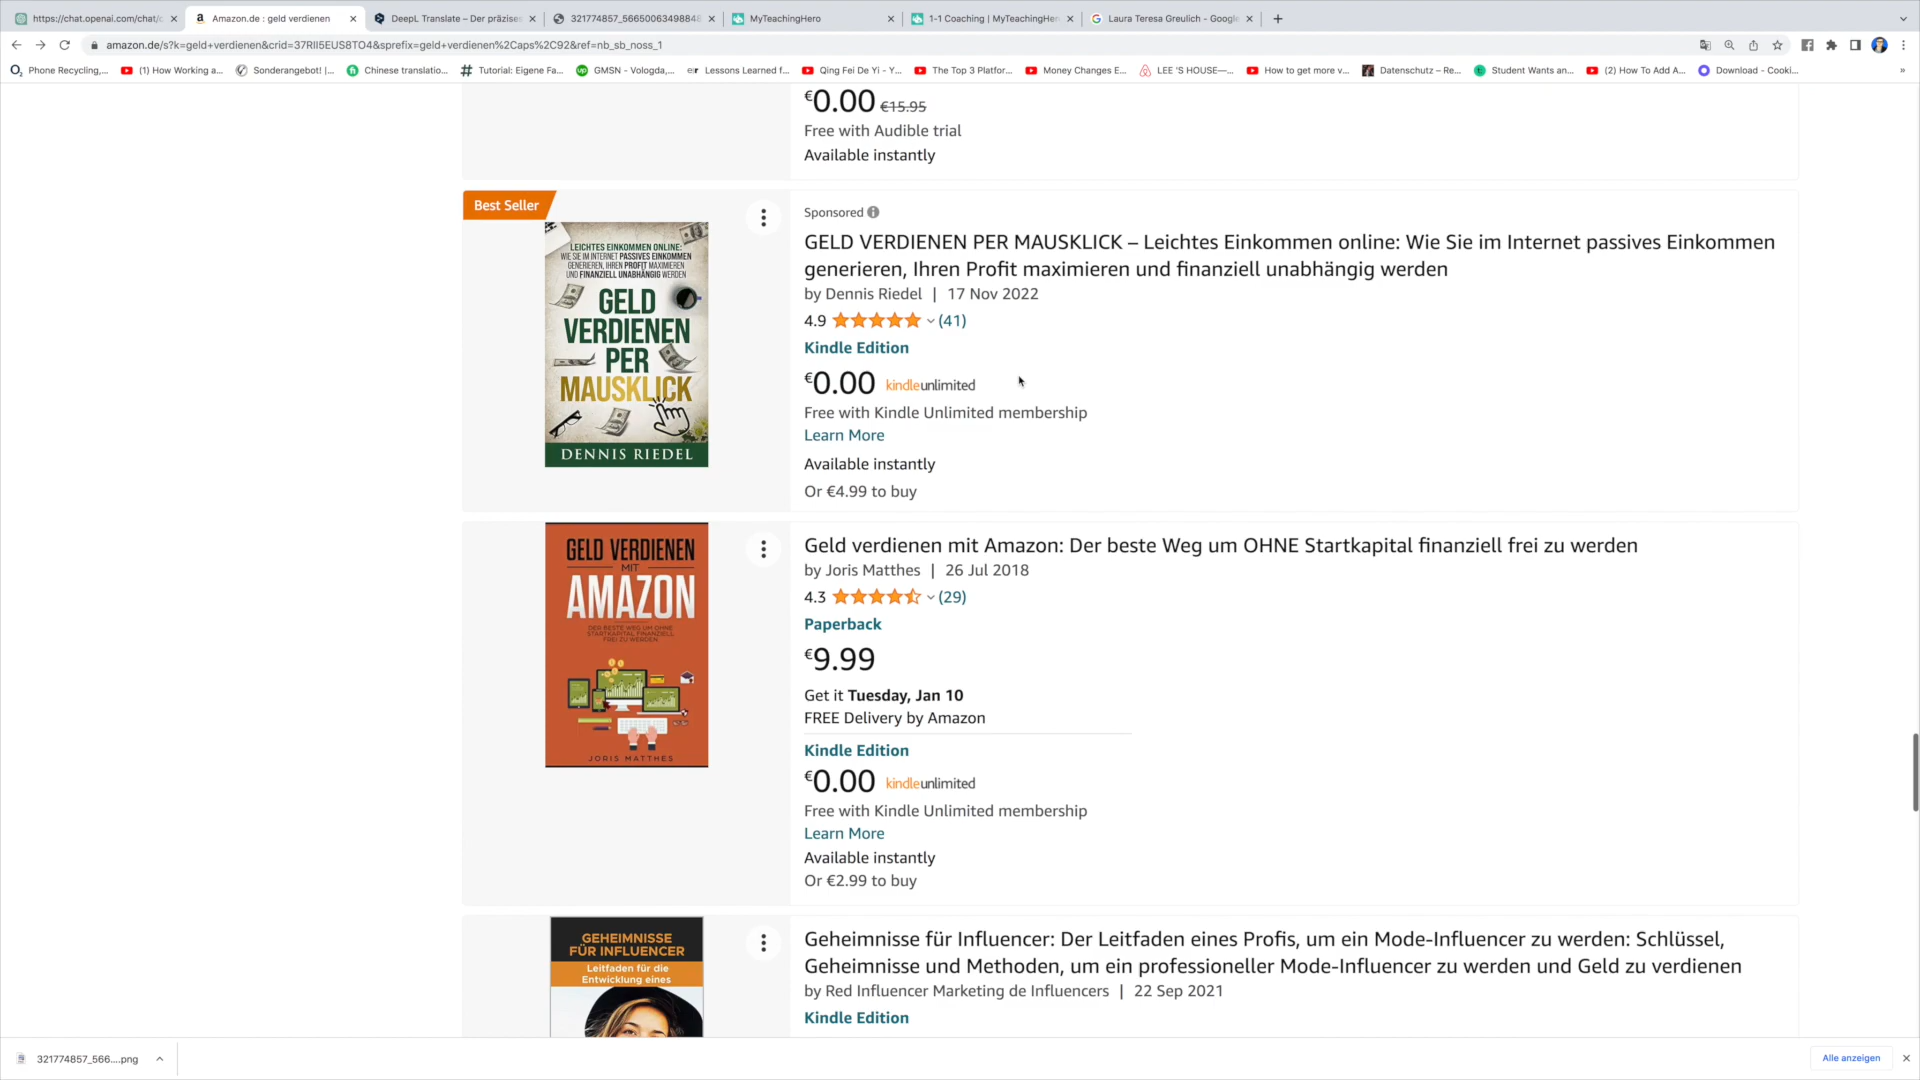 https://chat.openai.com/chat/c
Amazon.de : geld verdienen
DeepL Translate – Der präzises
321774857_56650063498848
MyTeachingHero
1-1 Coaching | MyTeachingHer
Laura Teresa Greulich - Google
amazon.de/s?k=geld+verdienen&crid=37RII5EUS8TO4&sprefix=geld+verdienen%2Caps%2C92&ref=nb_sb_noss_1
Phone Recycling,...
(1) How Working a...
Sonderangebot! |...
Chinese translatio...
Tutorial: Eigene Fa...
GMSN - Vologda,...
Lessons Learned f...
Qing Fei De Yi - Y...
The Top 3 Platfor...
Money Changes E...
LEE 'S HOUSE—...
How to get more v...
Datenschutz – Re...
Student Wants an...
(2) How To Add A...
Download - Cooki...
€0.00 €15.95
Free with Audible trial
Available instantly
Best Seller
LEICHTES EINKOMMEN ONLINE:
WIE SIE IM INTERNET PASSIVES EINKOMMEN
GENERIEREN, IHREN PROFIT MAXIMIEREN
UND FINANZIELL UNABHÄNGIG WERDEN
GELD
VERDIENEN
PER
MAUSKLICK
DENNIS RIEDEL
Sponsored
GELD VERDIENEN PER MAUSKLICK – Leichtes Einkommen online: Wie Sie im Internet passives Einkommen
generieren, Ihren Profit maximieren und finanziell unabhängig werden
by Dennis Riedel | 17 Nov 2022
4.9 (41)
Kindle Edition
€0.00 kindleunlimited
Free with Kindle Unlimited membership
Learn More
Available instantly
Or €4.99 to buy
GELD VERDIENEN
MIT
AMAZON
DER BESTE WEG UM OHNE
STARTKAPITAL FINANZIELL
FREI ZU WERDEN
JORIS MATTHES
Geld verdienen mit Amazon: Der beste Weg um OHNE Startkapital finanziell frei zu werden
by Joris Matthes | 26 Jul 2018
4.3 (29)
Paperback
€9.99
Get it Tuesday, Jan 10
FREE Delivery by Amazon
Kindle Edition
€0.00 kindleunlimited
Free with Kindle Unlimited membership
Learn More
Available instantly
Or €2.99 to buy
GEHEIMNISSE
FÜR INFLUENCER
Leitfaden für die
Entwicklung eines
Geheimnisse für Influencer: Der Leitfaden eines Profis, um ein Mode-Influencer zu werden: Schlüssel,
Geheimnisse und Methoden, um ein professioneller Mode-Influencer zu werden und Geld zu verdienen
by Red Influencer Marketing de Influencers | 22 Sep 2021
Kindle Edition
321774857_566....png
Alle anzeigen